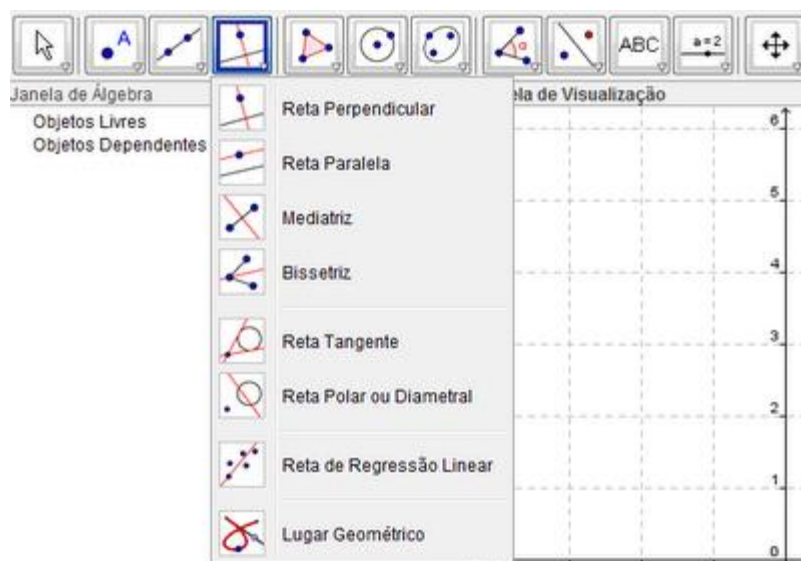 A
α
ABC
a=2
Janela de Álgebra
ela de Visualização
Objetos Livres
Objetos Dependentes
Reta Perpendicular
Reta Paralela
Mediatriz
Bissetriz
Reta Tangente
Reta Polar ou Diametral
Reta de Regressão Linear
Lugar Geométrico
6
5
4
3
2
1
0